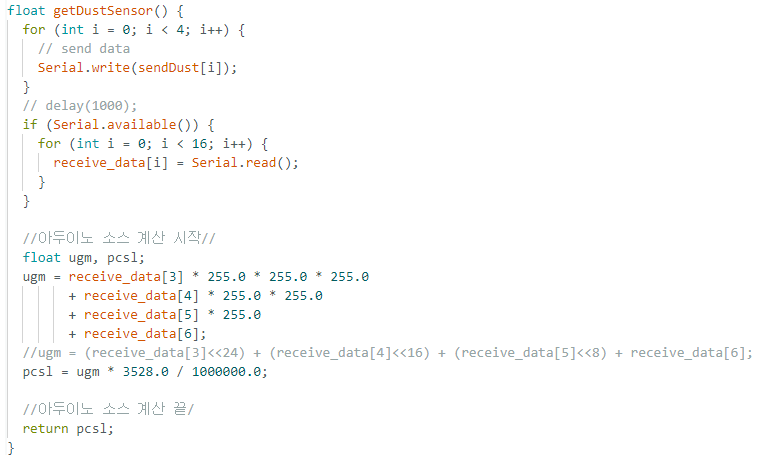 float getDustSensor() {
for (int i = 0; i < 4; i++) {
// send data
Serial.write(sendDust[i]);
}
// delay(1000);
if (Serial.available()) {
for (int i = 0; i < 16; i++) {
receive_data[i] = Serial.read();
}
}
//아두이노 소스 계산 시작//
float ugm, pcsl;
ugm = receive_data[3] * 255.0 * 255.0 * 255.0
+ receive_data[4] * 255.0 * 255.0
+ receive_data[5] * 255.0
+ receive_data[6];
//ugm = (receive_data[3]<<24) + (receive_data[4]<<16) + (receive_data[5]<<8) + receive_data[6];
pcsl = ugm * 3528.0 / 1000000.0;
//아두이노 소스 계산 끝/
return pcsl;
}